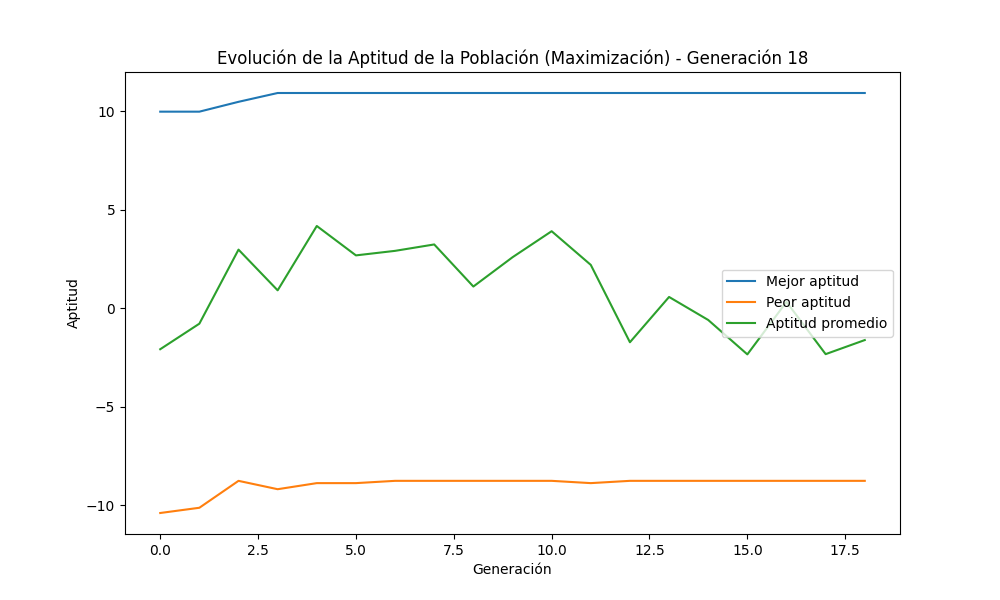 Evolución de la Aptitud de la Población (Maximización) - Generación 18
Aptitud
10
5
0
−5
−10
Mejor aptitud
Peor aptitud
Aptitud promedio
0.0 2.5 5.0 7.5 10.0 12.5 15.0 17.5
Generación